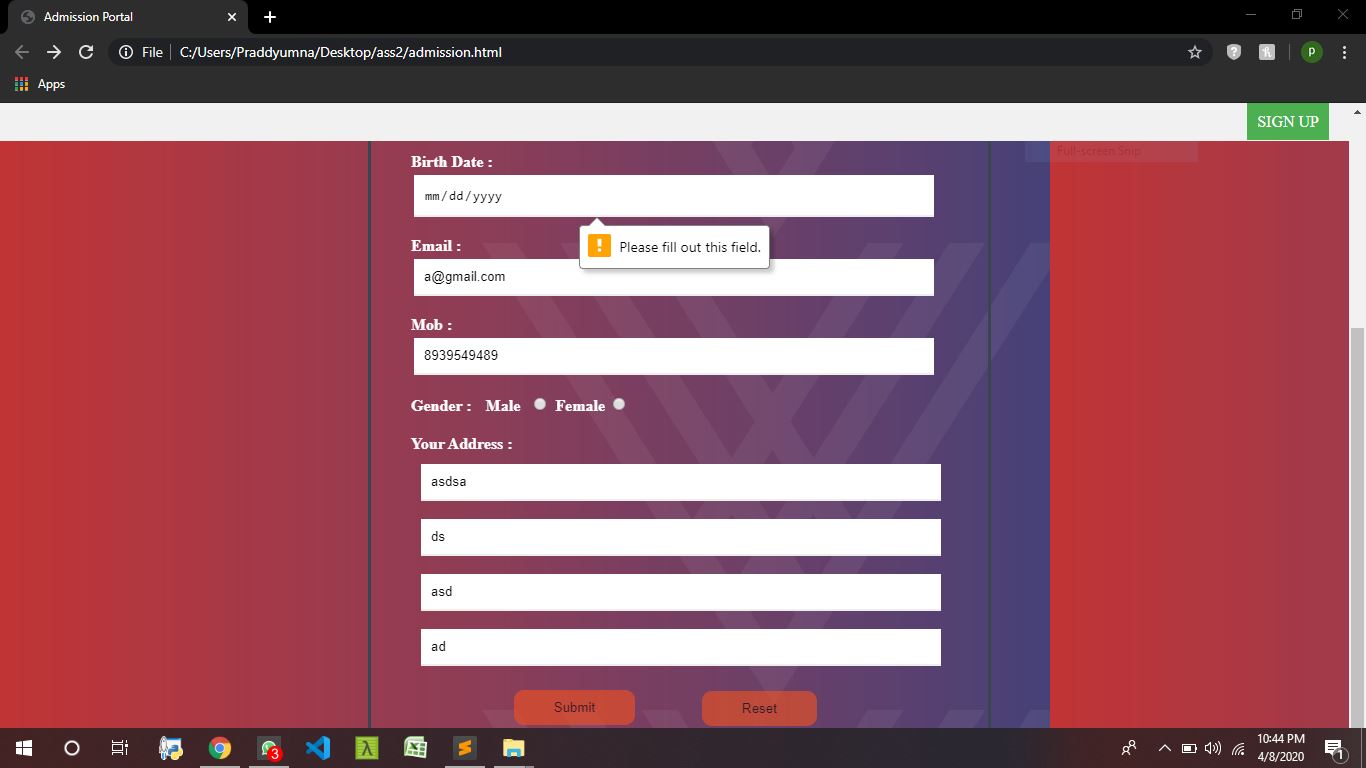 Admission Portal
File C:/Users/Praddyumna/Desktop/ass2/admission.html
p
Apps
SIGN UP
Full-screen Snip
Birth Date :
mm/dd/yyyy
Please fill out this field.
Email :
a@gmail.com
Mob :
8939549489
Gender : Male Female
Your Address :
asdsa
ds
asd
ad
Submit Reset
3
10:44 PM
4/8/2020
1